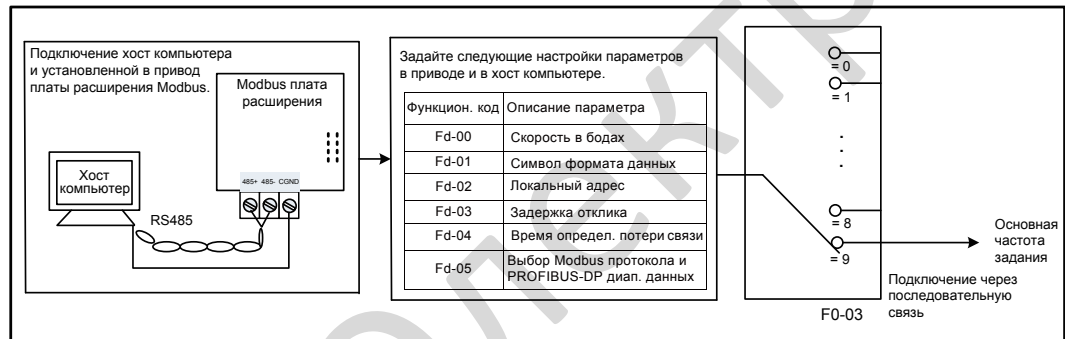 Подключение хост компьютера
и установленной в привод
платы расширения Modbus.
Modbus плата
расширения
485+ 485- CGND
Хост
компьютер
RS485
Задайте следующие настройки параметров
в приводе и в хост компьютере.
Функцион. код Описание параметра
Fd-00 Скорость в бодах
Fd-01 Символ формата данных
Fd-02 Локальный адрес
Fd-03 Задержка отклика
Fd-04 Время определ. потери связи
Fd-05 Выбор Modbus протокола и
PROFIBUS-DP диап. данных
= 0
= 1
= 8
= 9
F0-03
Подключение через
последовательную
связь
Основная
частота
задания